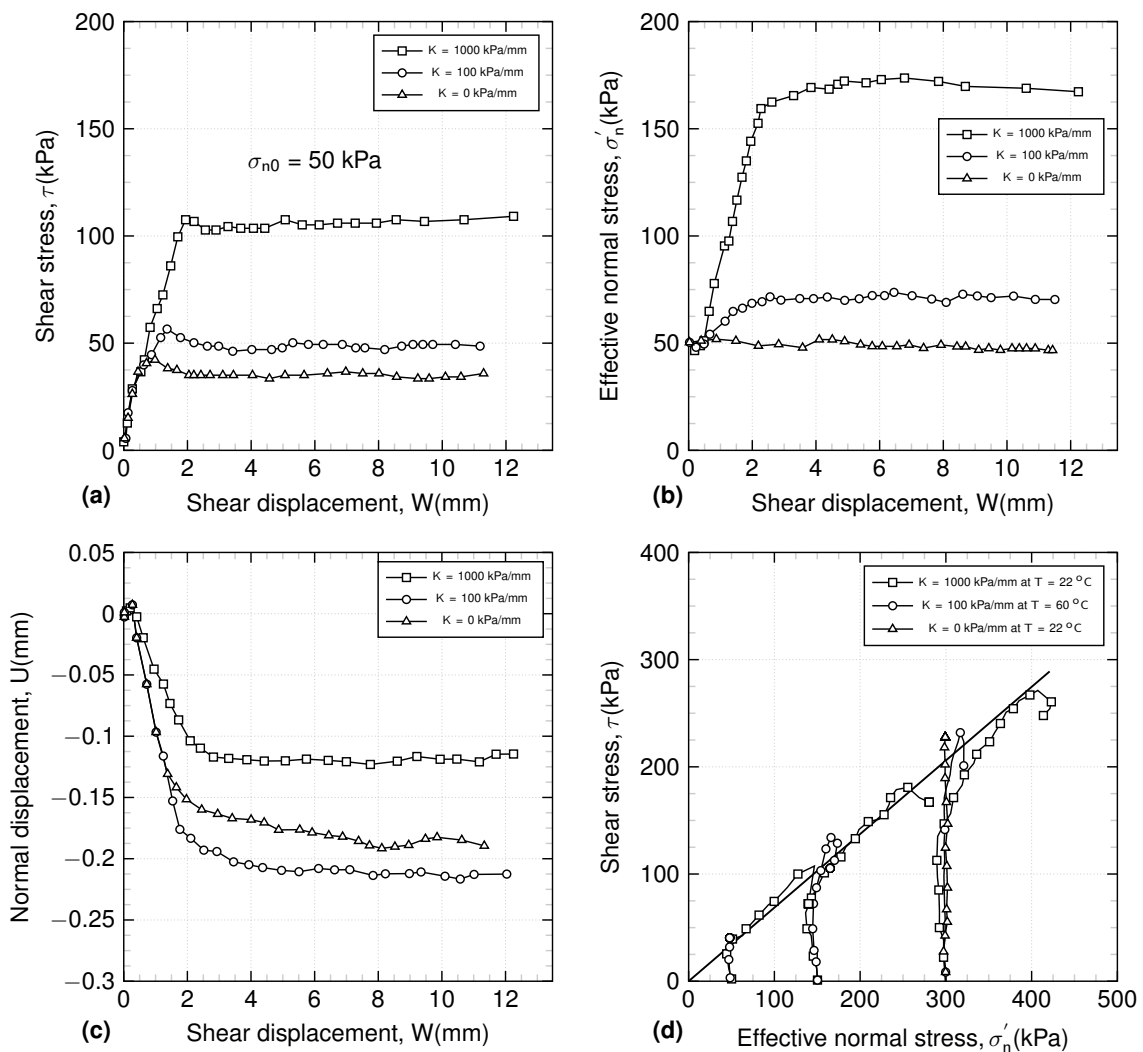 200
150
100
50
0
Shear stress, τ(kPa)
K = 1000 kPa/mm
K = 100 kPa/mm
K = 0 kPa/mm
σn0 = 50 kPa
0 2 4 6 8 10 12
(a)
Shear displacement, W(mm)
200
150
100
50
0
Effective normal stress, σ′n(kPa)
K = 1000 kPa/mm
K = 100 kPa/mm
K = 0 kPa/mm
0 2 4 6 8 10 12
(b)
Shear displacement, W(mm)
0.05
0
−0.05
−0.1
−0.15
−0.2
−0.25
−0.3
Normal displacement, U(mm)
K = 1000 kPa/mm
K = 100 kPa/mm
K = 0 kPa/mm
0 2 4 6 8 10 12
(c)
Shear displacement, W(mm)
400
300
200
100
0
Shear stress, τ(kPa)
K = 1000 kPa/mm at T = 22 °C
K = 100 kPa/mm at T = 60 °C
K = 0 kPa/mm at T = 22 °C
0 100 200 300 400 500
(d)
Effective normal stress, σ′n(kPa)